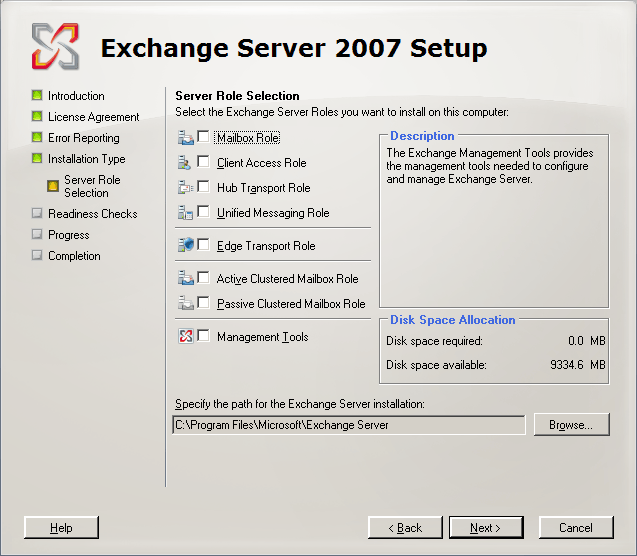 Exchange Server 2007 Setup
Introduction
License Agreement
Error Reporting
Installation Type
Server Role
Selection
Readiness Checks
Progress
Completion
Server Role Selection
Select the Exchange Server Roles you want to install on this computer:
Mailbox Role
Client Access Role
Hub Transport Role
Unified Messaging Role
Edge Transport Role
Active Clustered Mailbox Role
Passive Clustered Mailbox Role
Management Tools
Description
The Exchange Management Tools provides
the management tools needed to configure
and manage Exchange Server.
Disk Space Allocation
Disk space required: 0.0 MB
Disk space available: 9334.6 MB
Specify the path for the Exchange Server installation:
C:\Program Files\Microsoft\Exchange Server
Browse...
Help
< Back
Next >
Cancel